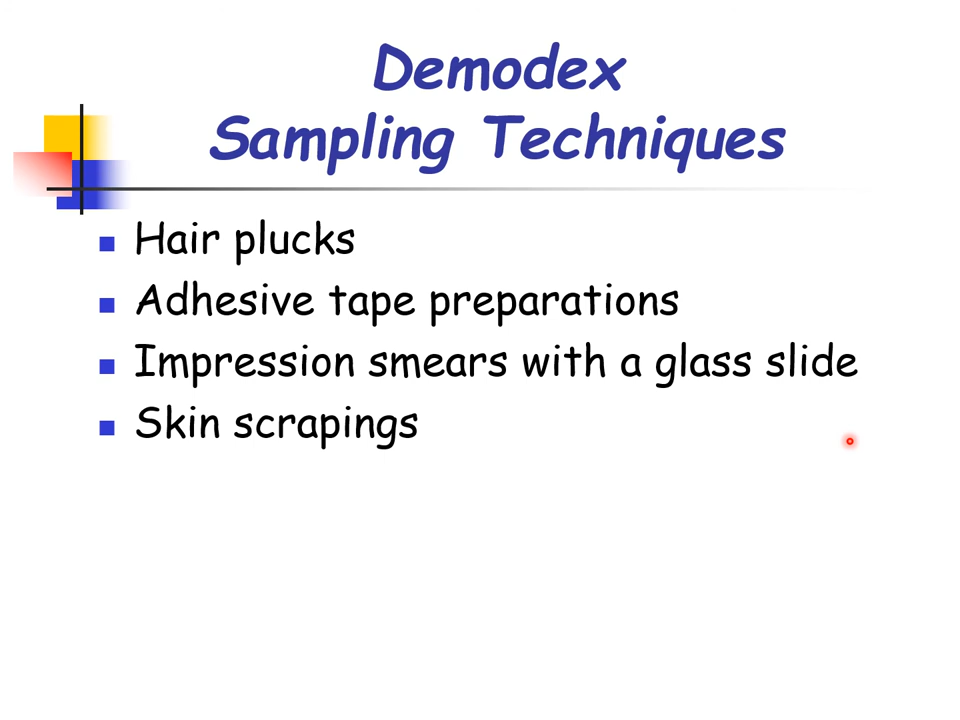 Demodex
Sampling Techniques
Hair plucks
Adhesive tape preparations
Impression smears with a glass slide
Skin scrapings